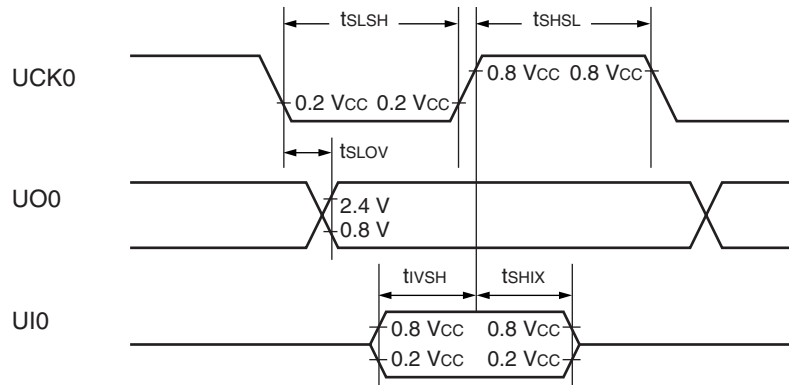 tSLSH tSHSL
UCK0
0.8 VCC 0.8 VCC
0.2 VCC 0.2 VCC
tSLOV
UO0
2.4 V
0.8 V
tIVSH tSHIX
UI0
0.8 VCC 0.8 VCC
0.2 VCC 0.2 VCC